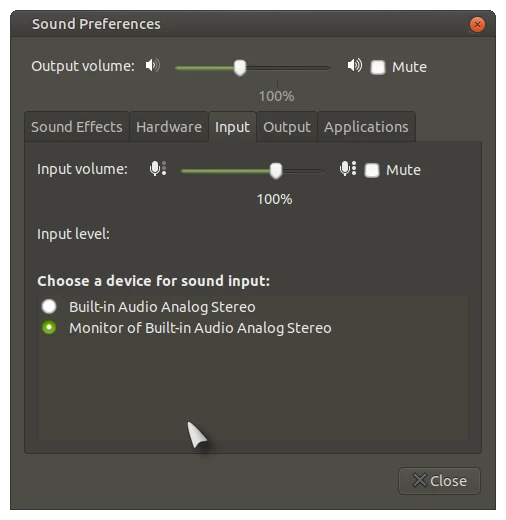 Sound Preferences
Output volume: Mute
100%
Sound Effects Hardware Input Output Applications
Input volume: Mute
100%
Input level:
Choose a device for sound input:
Built-in Audio Analog Stereo
Monitor of Built-in Audio Analog Stereo
Close